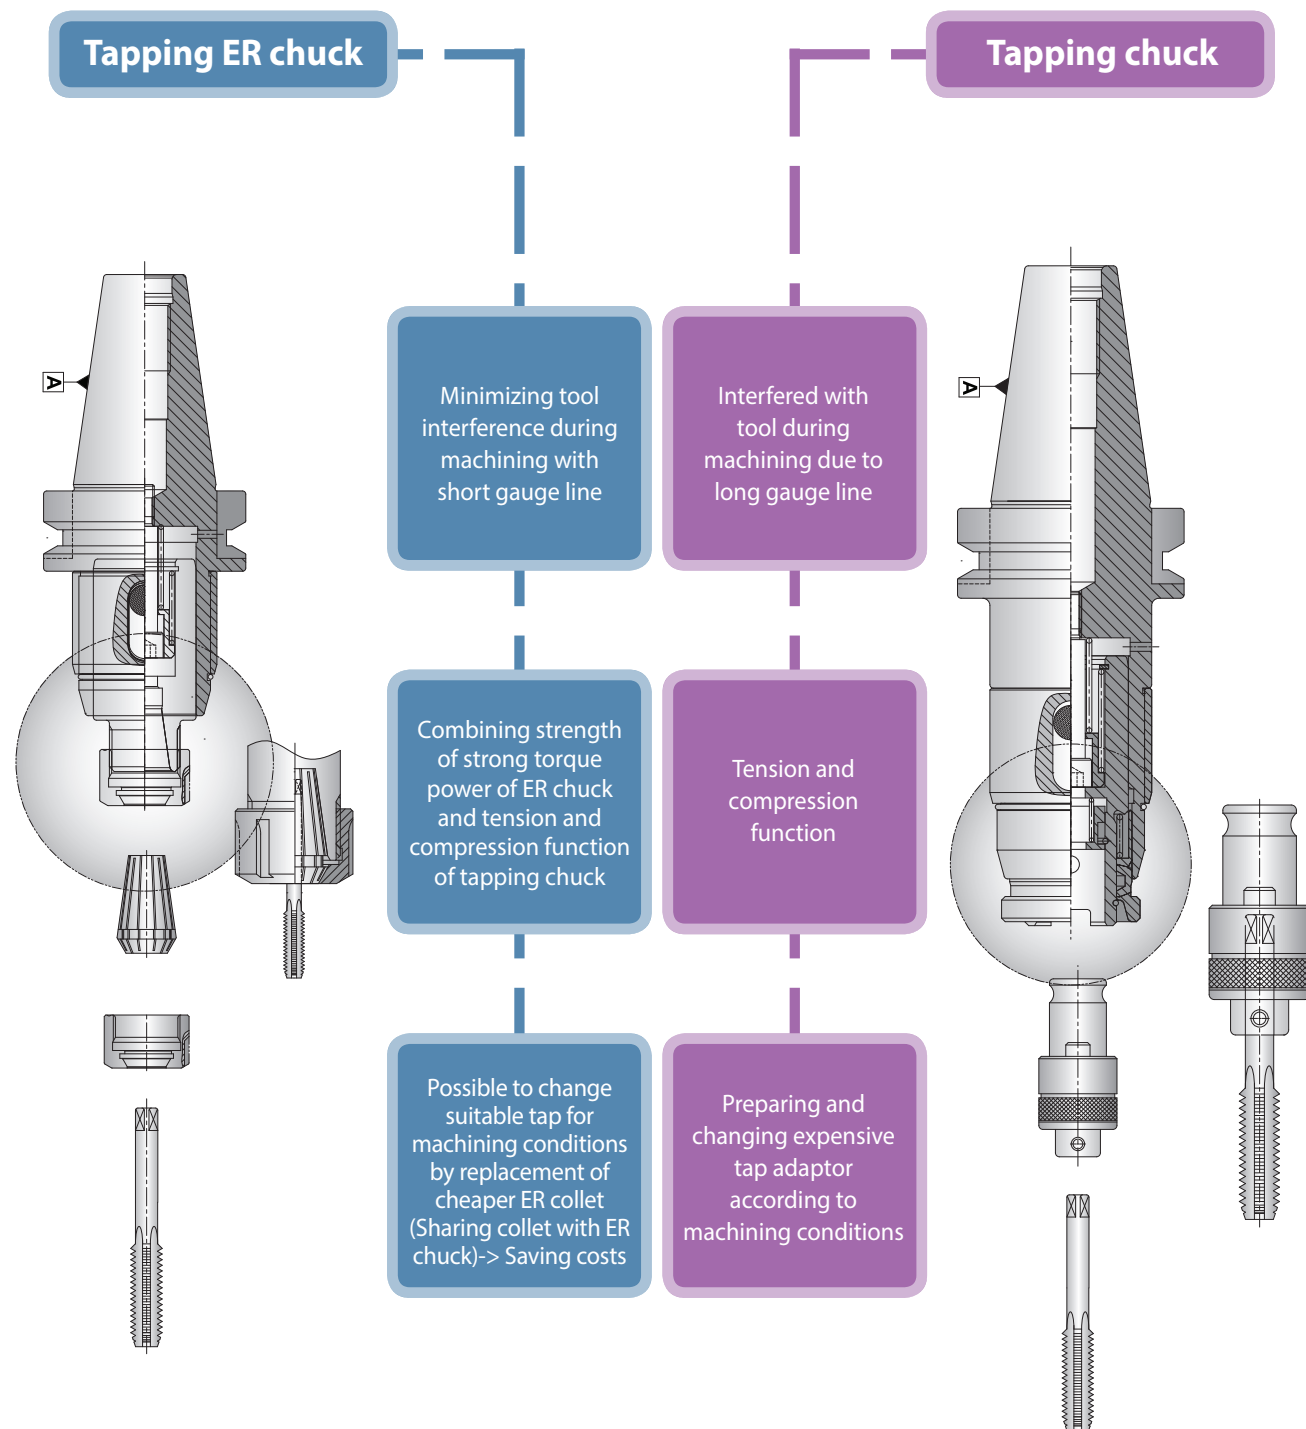 Tapping ER chuck
Tapping chuck
A
A
Minimizing tool
interference during
machining with
short gauge line
Interfered with
tool during
machining due to
long gauge line
Combining strength
of strong torque
power of ER chuck
and tension and
compression function
of tapping chuck
Tension and
compression
function
Possible to change
suitable tap for
machining conditions
by replacement of
cheaper ER collet
(Sharing collet with ER
chuck)-> Saving costs
Preparing and
changing expensive
tap adaptor
according to
machining conditions